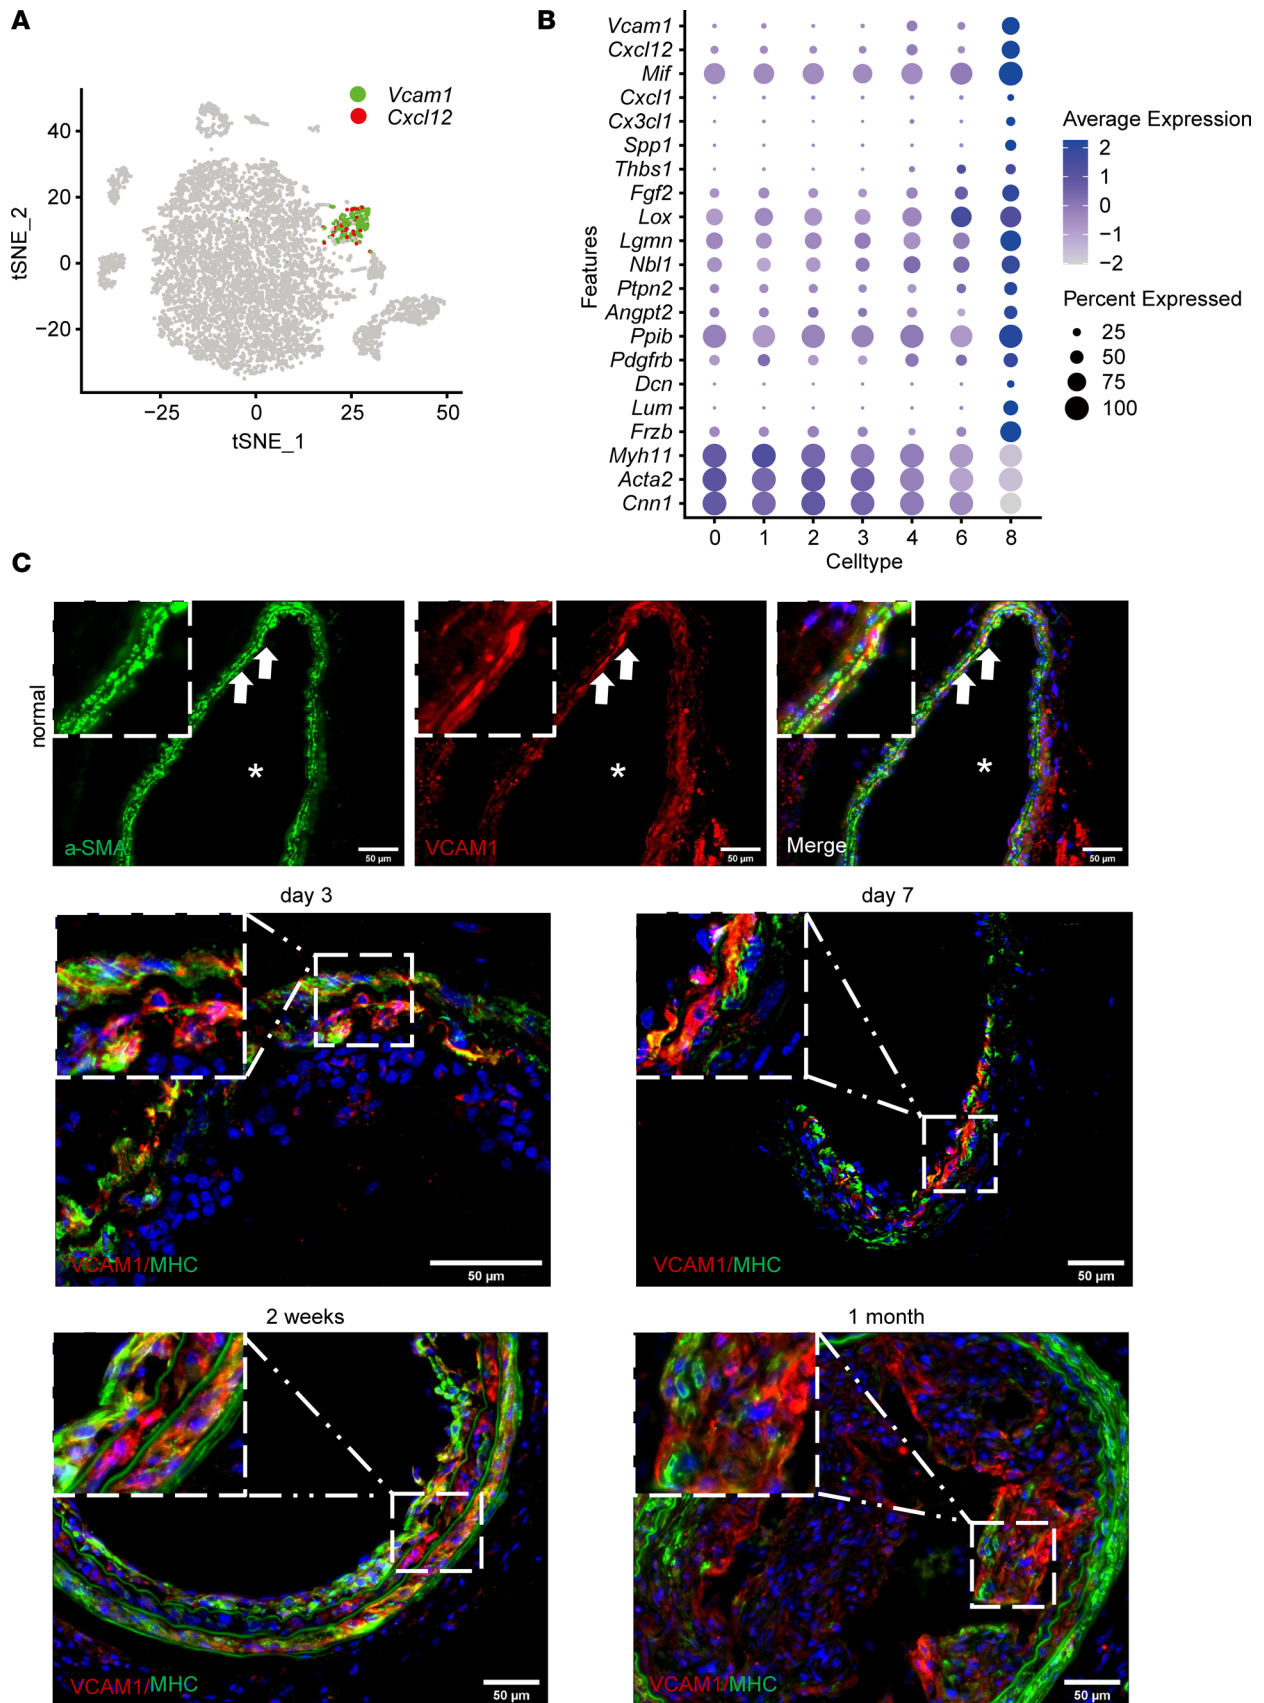 A
Vcam1
Cxcl12
40
20
0
−20
tSNE_2
−25
0
25
50
tSNE_1
B
Vcam1
Cxcl12
Mif
Cxcl1
Cx3cl1
Spp1
Thbs1
Fgf2
Lox
Lgmn
Nbl1
Ptpn2
Angpt2
Ppib
Pdgfrb
Dcn
Lum
Frzb
Myh11
Acta2
Cnn1
Features
0 1 2 3 4 6 8
Celltype
Average Expression
2
1
0
−1
−2
Percent Expressed
25
50
75
100
C
normal
a-SMA
50 µm
VCAM1
50 µm
Merge
50 µm
day 3
VCAM1/MHC
50 µm
day 7
VCAM1/MHC
50 µm
2 weeks
VCAM1/MHC
50 µm
1 month
VCAM1/MHC
50 µm